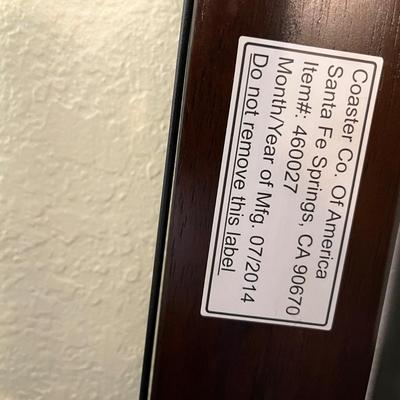 Coaster Co. Of America
Santa Fe Springs, CA 90670
Item#: 460027
Month/Year of Mfg. 07/2014
Do not remove this label